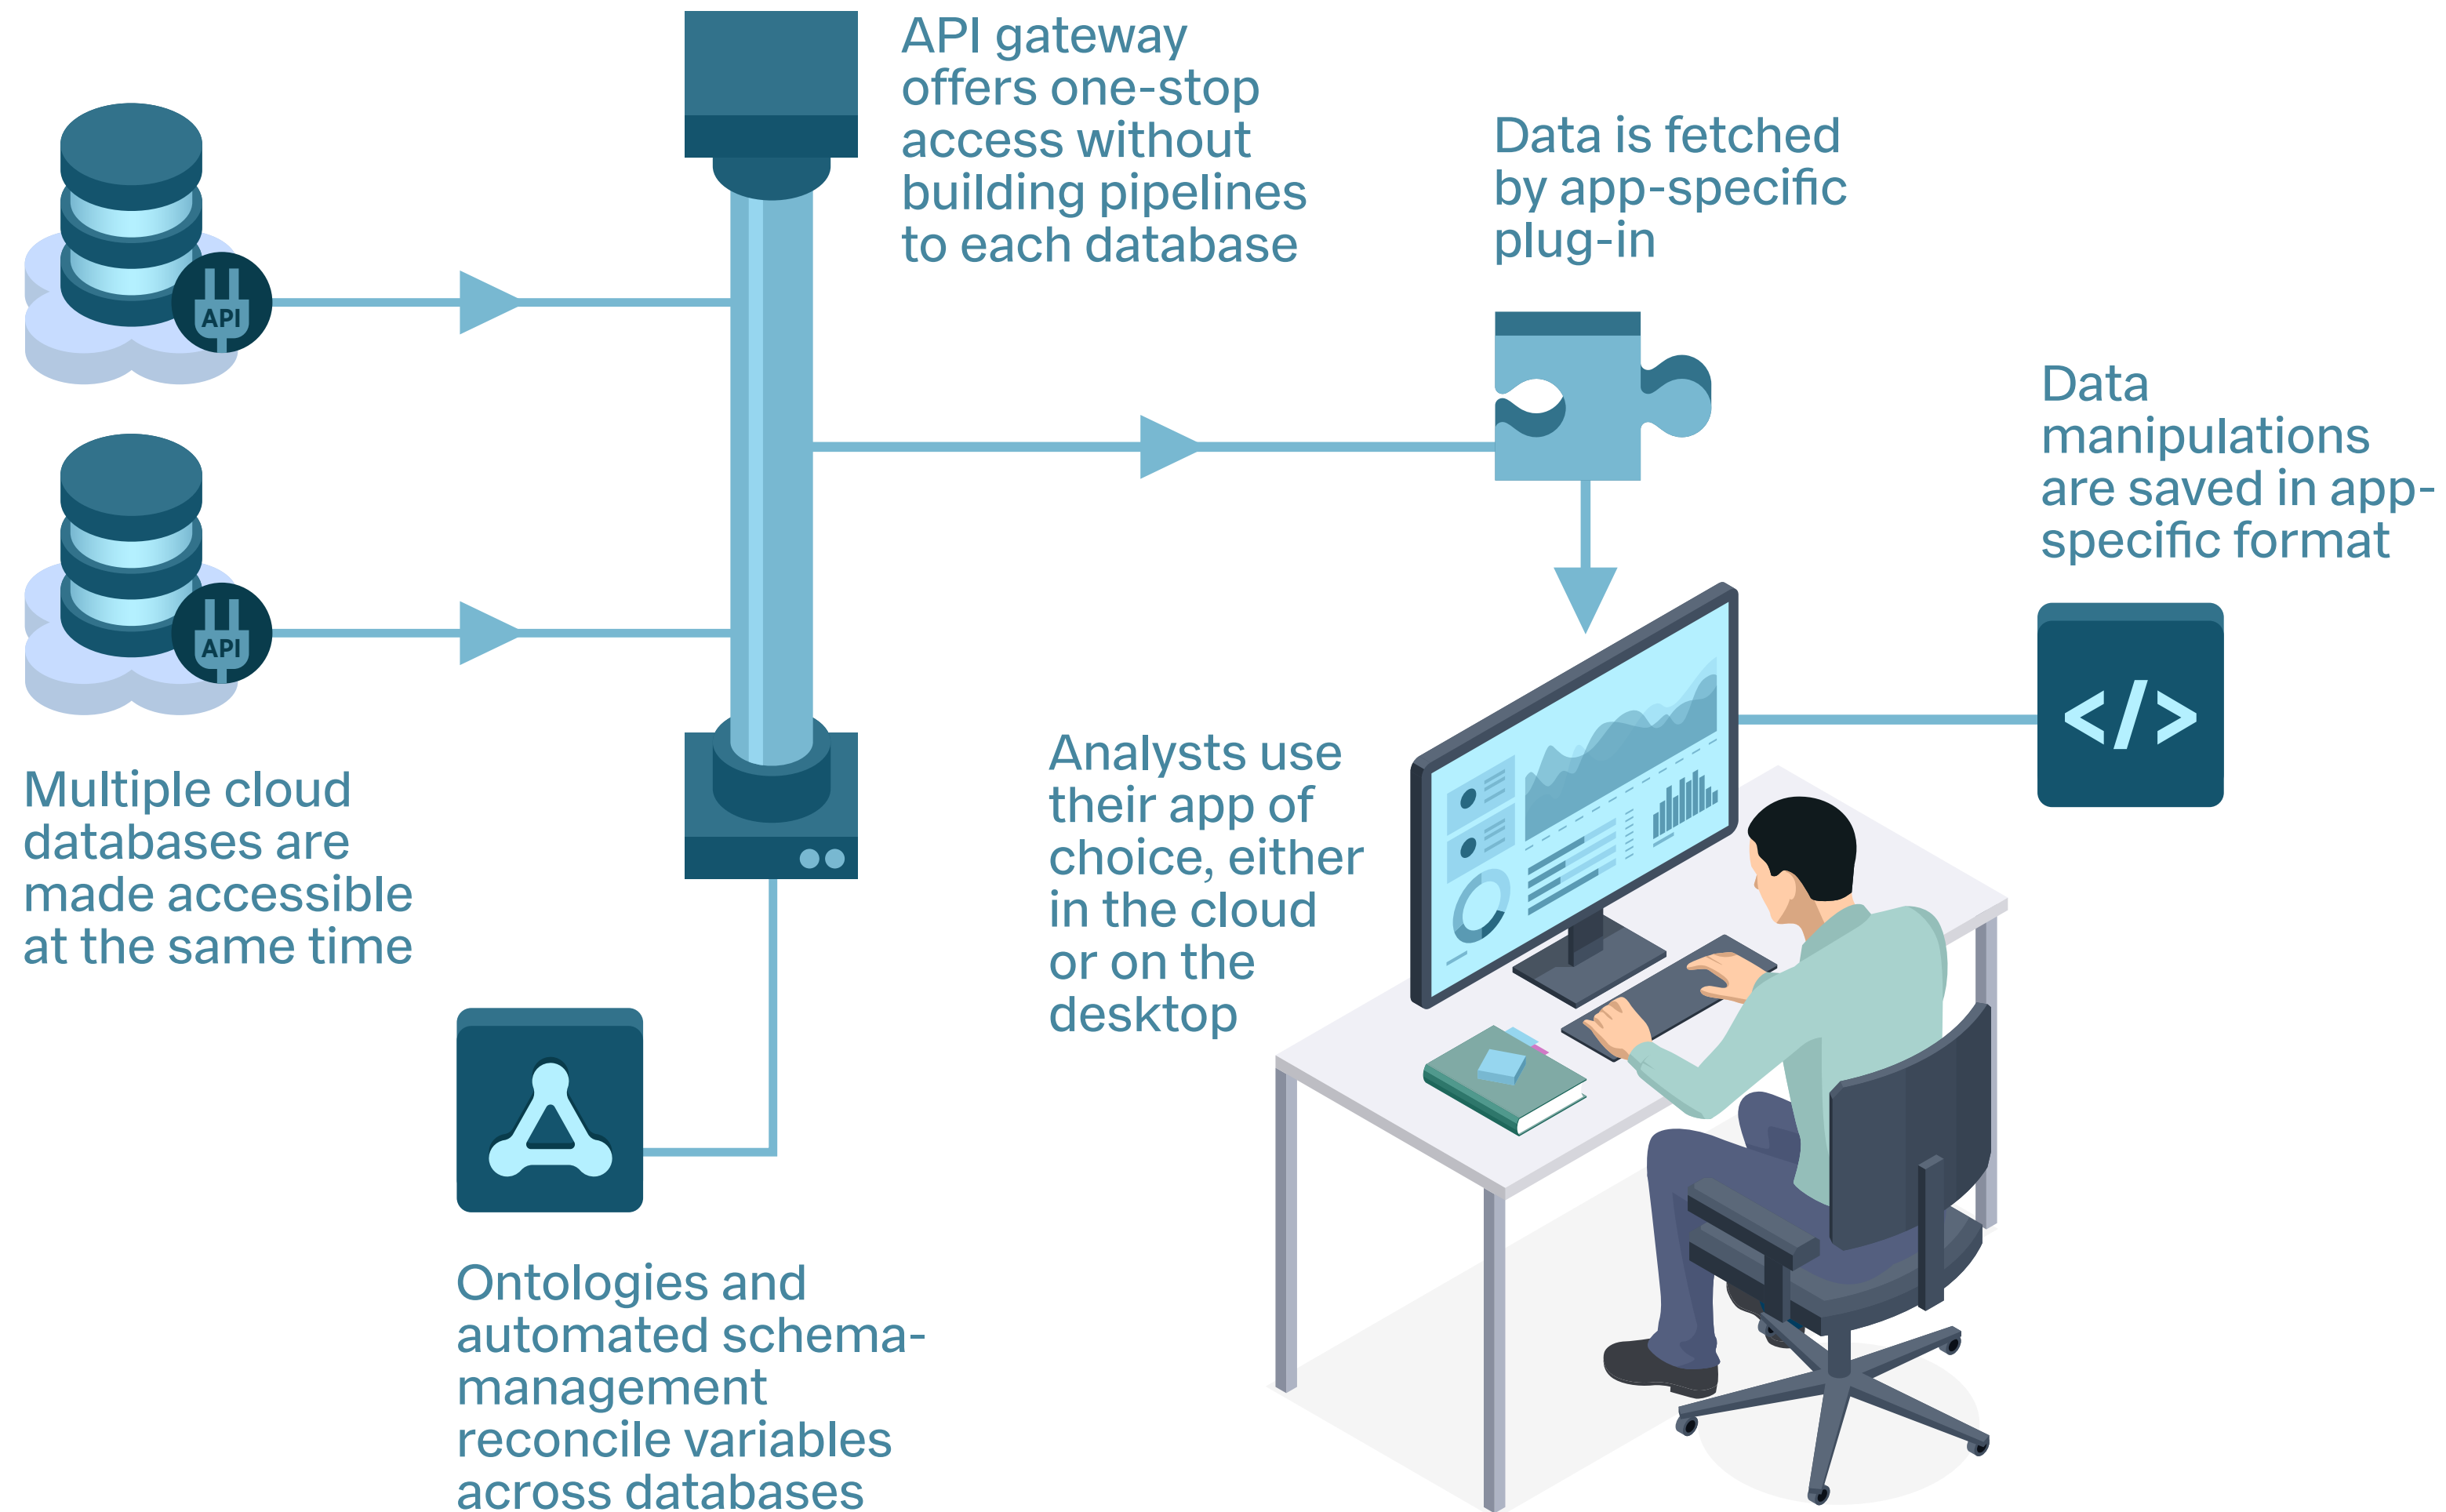 API gateway
offers one-stop
access without
building pipelines
to each database
Data is fetched
by app-specific
plug-in
API
API
Data
manipulations
are saved in app-
specific format
</>
Multiple cloud
databases are
made accessible
at the same time
Analysts use
their app of
choice, either
in the cloud
or on the
desktop
Ontologies and
automated schema-
management
reconcile variables
across databases